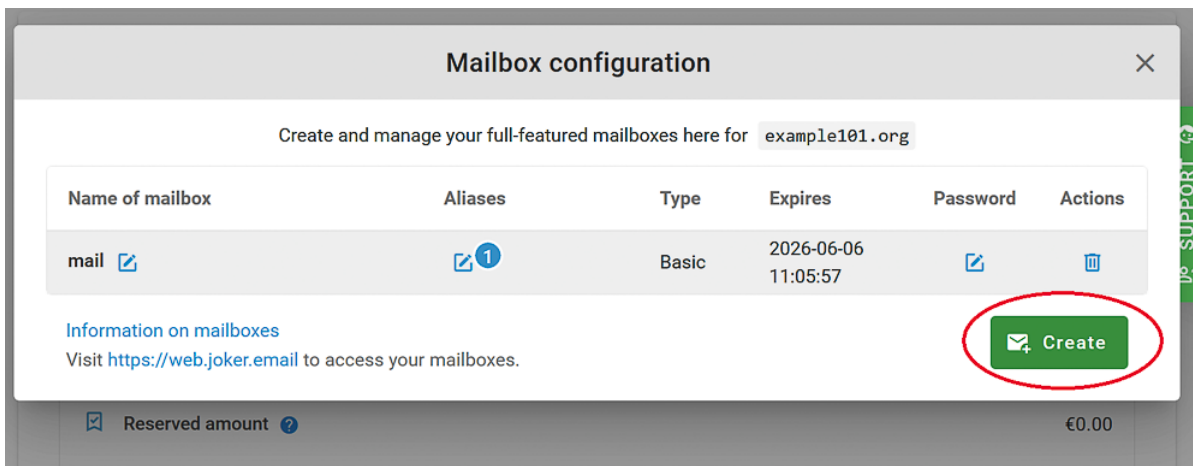 Mailbox configuration
Create and manage your full-featured mailboxes here for example101.org
Name of mailbox Aliases Type Expires Password Actions
mail 1 Basic 2026-06-06
11:05:57
Information on mailboxes
Visit https://web.joker.email to access your mailboxes.
Create
SUPPORT
Reserved amount ? €0.00